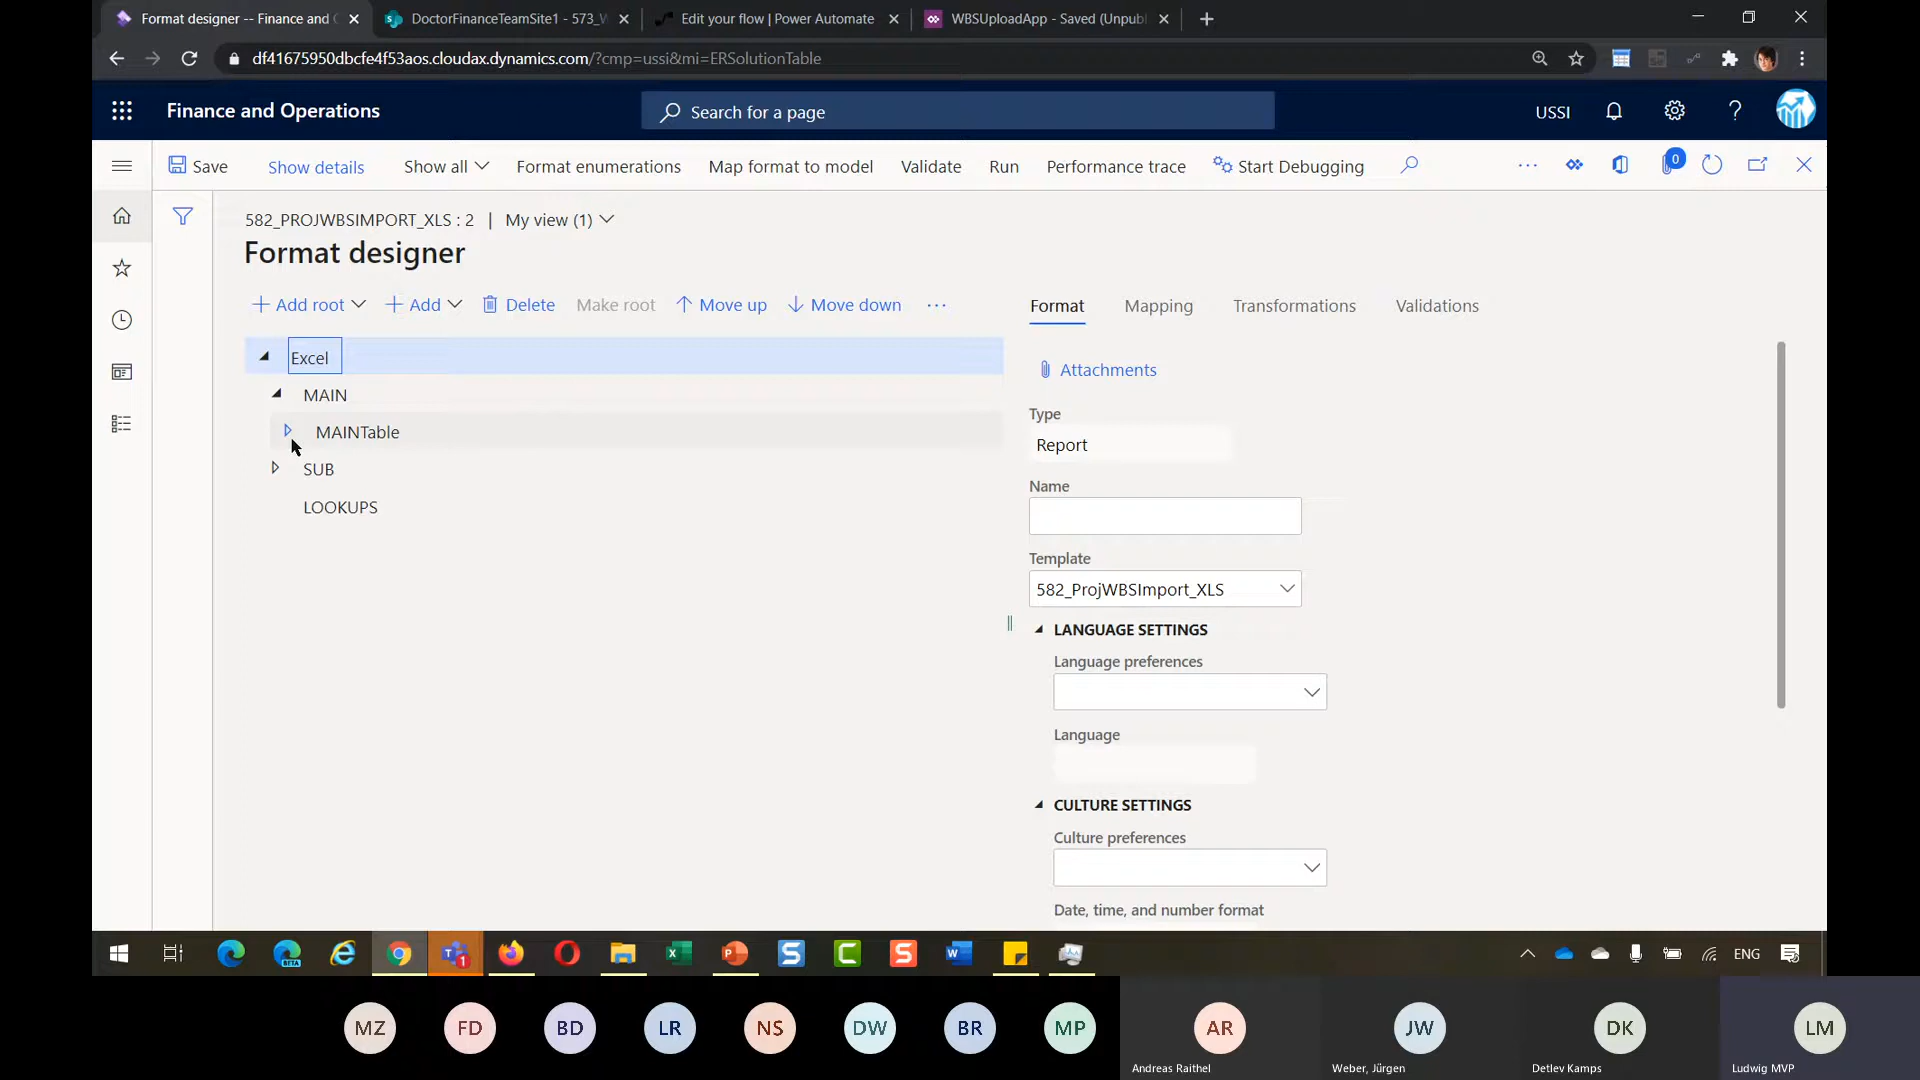 Format designer -- Finance and O
DoctorFinanceTeamSite1 - 573_W
Edit your flow | Power Automate
WBSUploadApp - Saved (Unpubl
df41675950dbcfe4f53aos.cloudax.dynamics.com/?cmp=ussi&mi=ERSolutionTable
Finance and Operations
Search for a page
USSI
Save
Show details
Show all
Format enumerations
Map format to model
Validate
Run
Performance trace
Start Debugging
0
582_PROJWBSIMPORT_XLS : 2 | My view (1)
Format designer
Add root
Add
Delete
Make root
Move up
Move down
Format
Mapping
Transformations
Validations
Excel
MAIN
MAINTable
SUB
LOOKUPS
Attachments
Type
Report
Name
Template
582_ProjWBSImport_XLS
LANGUAGE SETTINGS
Language preferences
Language
CULTURE SETTINGS
Culture preferences
Date, time, and number format
BETA
1
ENG
MZ
FD
BD
LR
NS
DW
BR
MP
AR
JW
DK
LM
Andreas Raithel
Weber, Jürgen
Detlev Kamps
Ludwig MVP